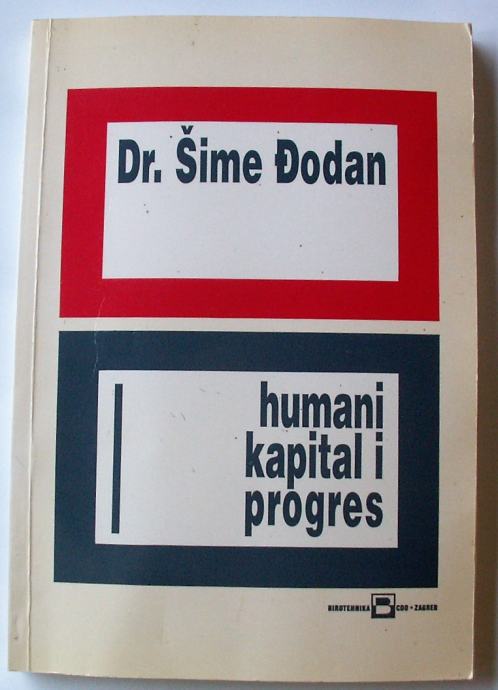 Dr. Šime Đodan
humani
kapital i
progres
BIROTEHNIKA B CDO • ZAGREB